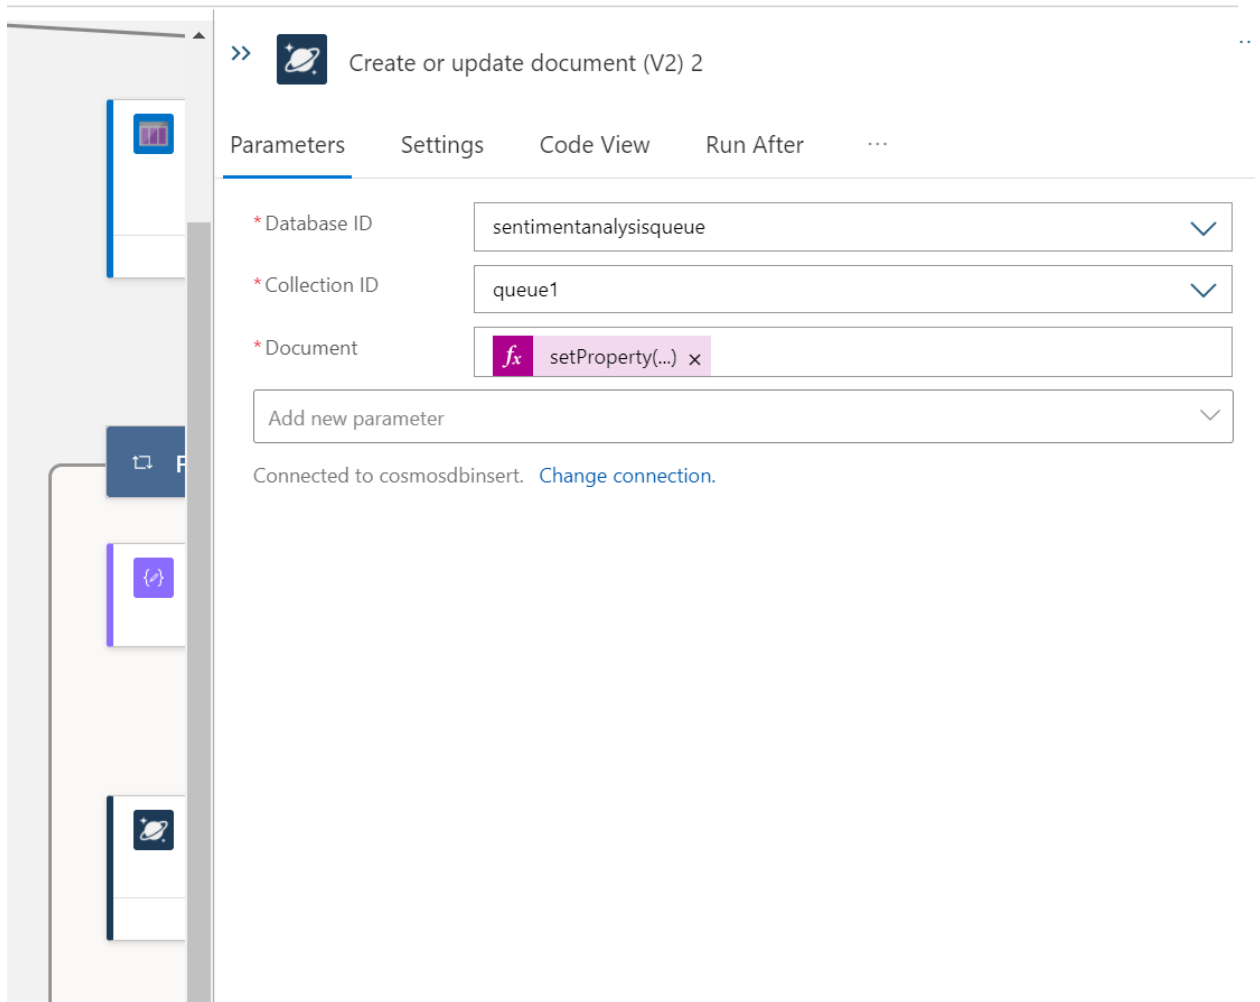 Create or update document (V2) 2
Parameters Settings Code View Run After ...
* Database ID sentimentanalysisqueue
* Collection ID queue1
* Document fx setProperty(...) ×
Add new parameter
Connected to cosmosdbinsert. Change connection.
F